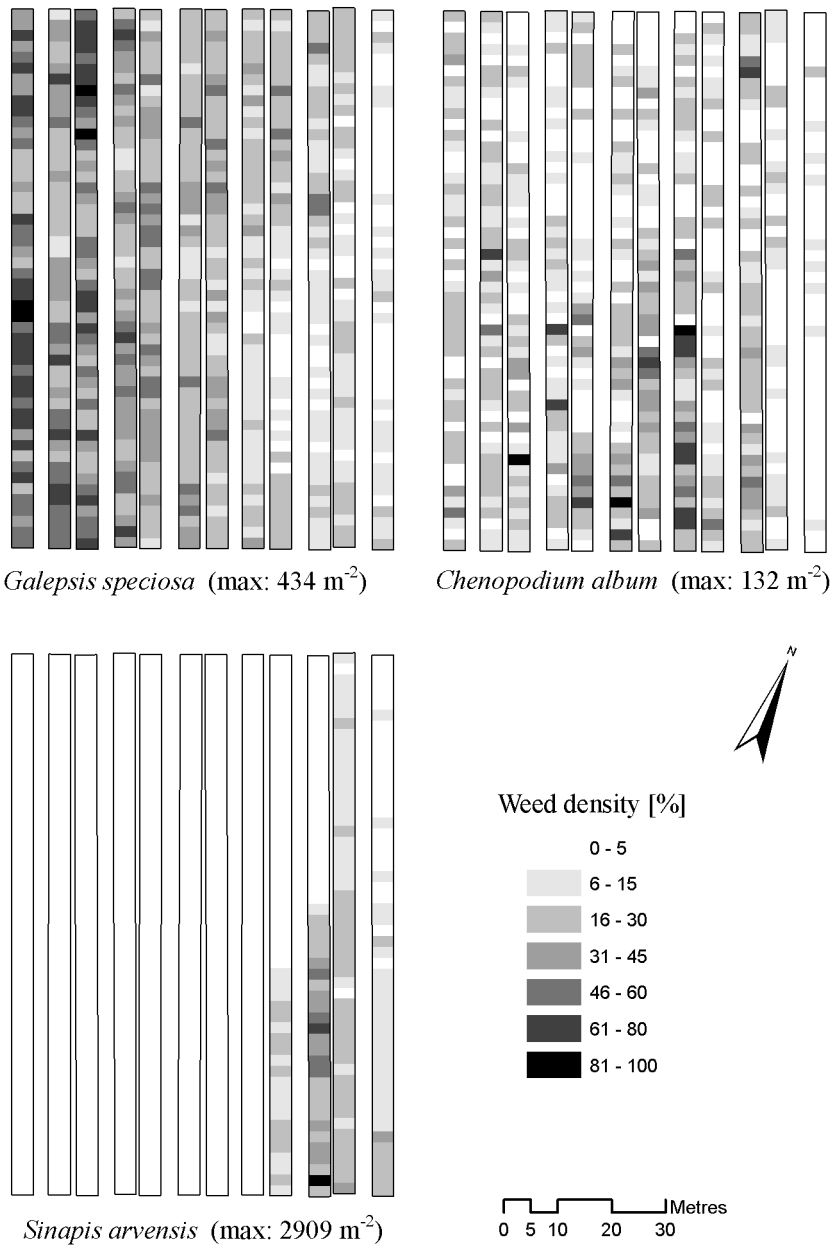 Galepsis speciosa (max: 434 m-2)
Chenopodium album (max: 132 m-2)
N
Weed density [%]
0 - 5
6 - 15
16 - 30
31 - 45
46 - 60
61 - 80
81 - 100
Metres
0 5 10 20 30
Sinapis arvensis (max: 2909 m-2)